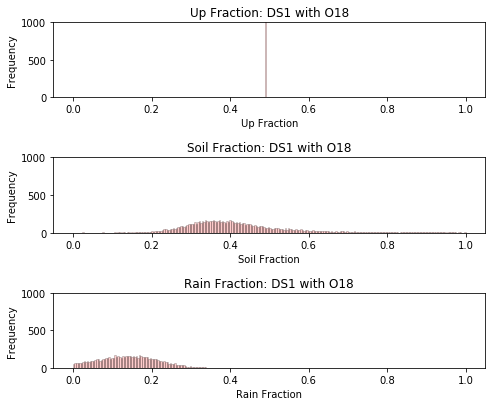 Up Fraction: DS1 with O18
1000
500
0
Frequency
0.0 0.2 0.4 0.6 0.8 1.0
Up Fraction
Soil Fraction: DS1 with O18
1000
500
0
Frequency
0.0 0.2 0.4 0.6 0.8 1.0
Soil Fraction
Rain Fraction: DS1 with O18
1000
500
0
Frequency
0.0 0.2 0.4 0.6 0.8 1.0
Rain Fraction